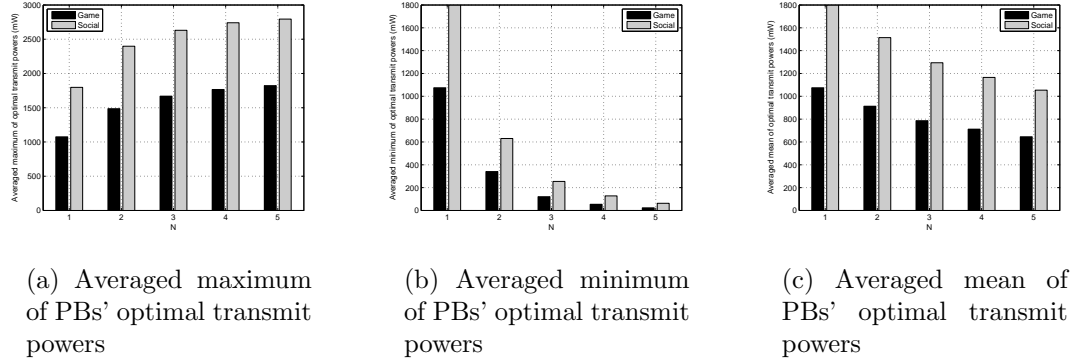 Averaged maximum of optimal transmit powers (mW)
3000
2500
2000
1500
1000
500
0
1 2 3 4 5
N
Game
Social
Averaged minimum of optimal transmit powers (mW)
1800
1600
1400
1200
1000
800
600
400
200
0
1 2 3 4 5
N
Game
Social
Averaged mean of optimal transmit powers (mW)
1800
1600
1400
1200
1000
800
600
400
200
0
1 2 3 4 5
N
Game
Social
(a) Averaged maximum
of PBs' optimal transmit
powers
(b) Averaged minimum
of PBs' optimal transmit
powers
(c) Averaged mean of
PBs' optimal transmit
powers